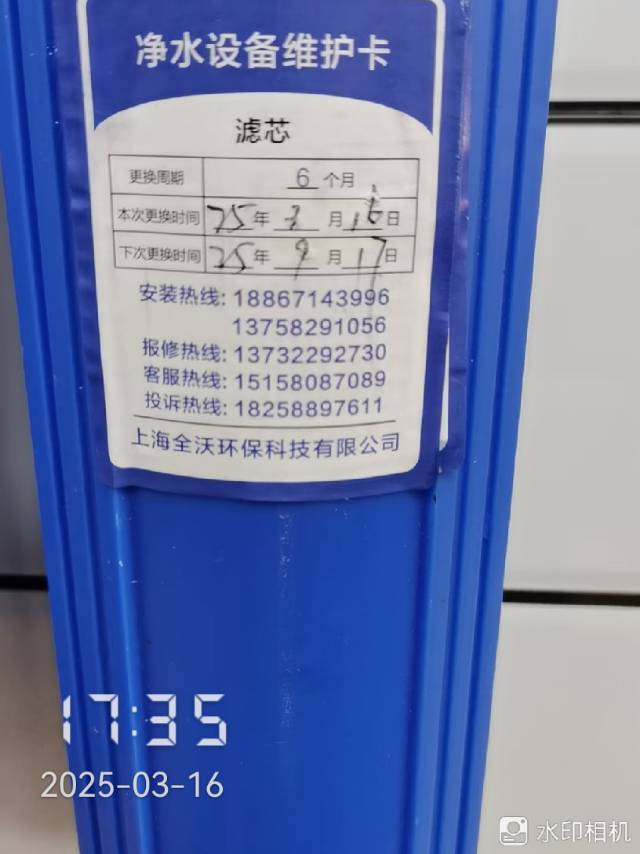 净水设备维护卡
滤芯
更换周期 6 个月
本次更换时间 25 年 3 月 16 日
下次更换时间 25 年 9 月 17 日
安装热线: 18867143996
13758291056
报修热线: 13732292730
客服热线: 15158087089
投诉热线: 18258897611
上海全沃环保科技有限公司
17:35
2025-03-16
水印相机